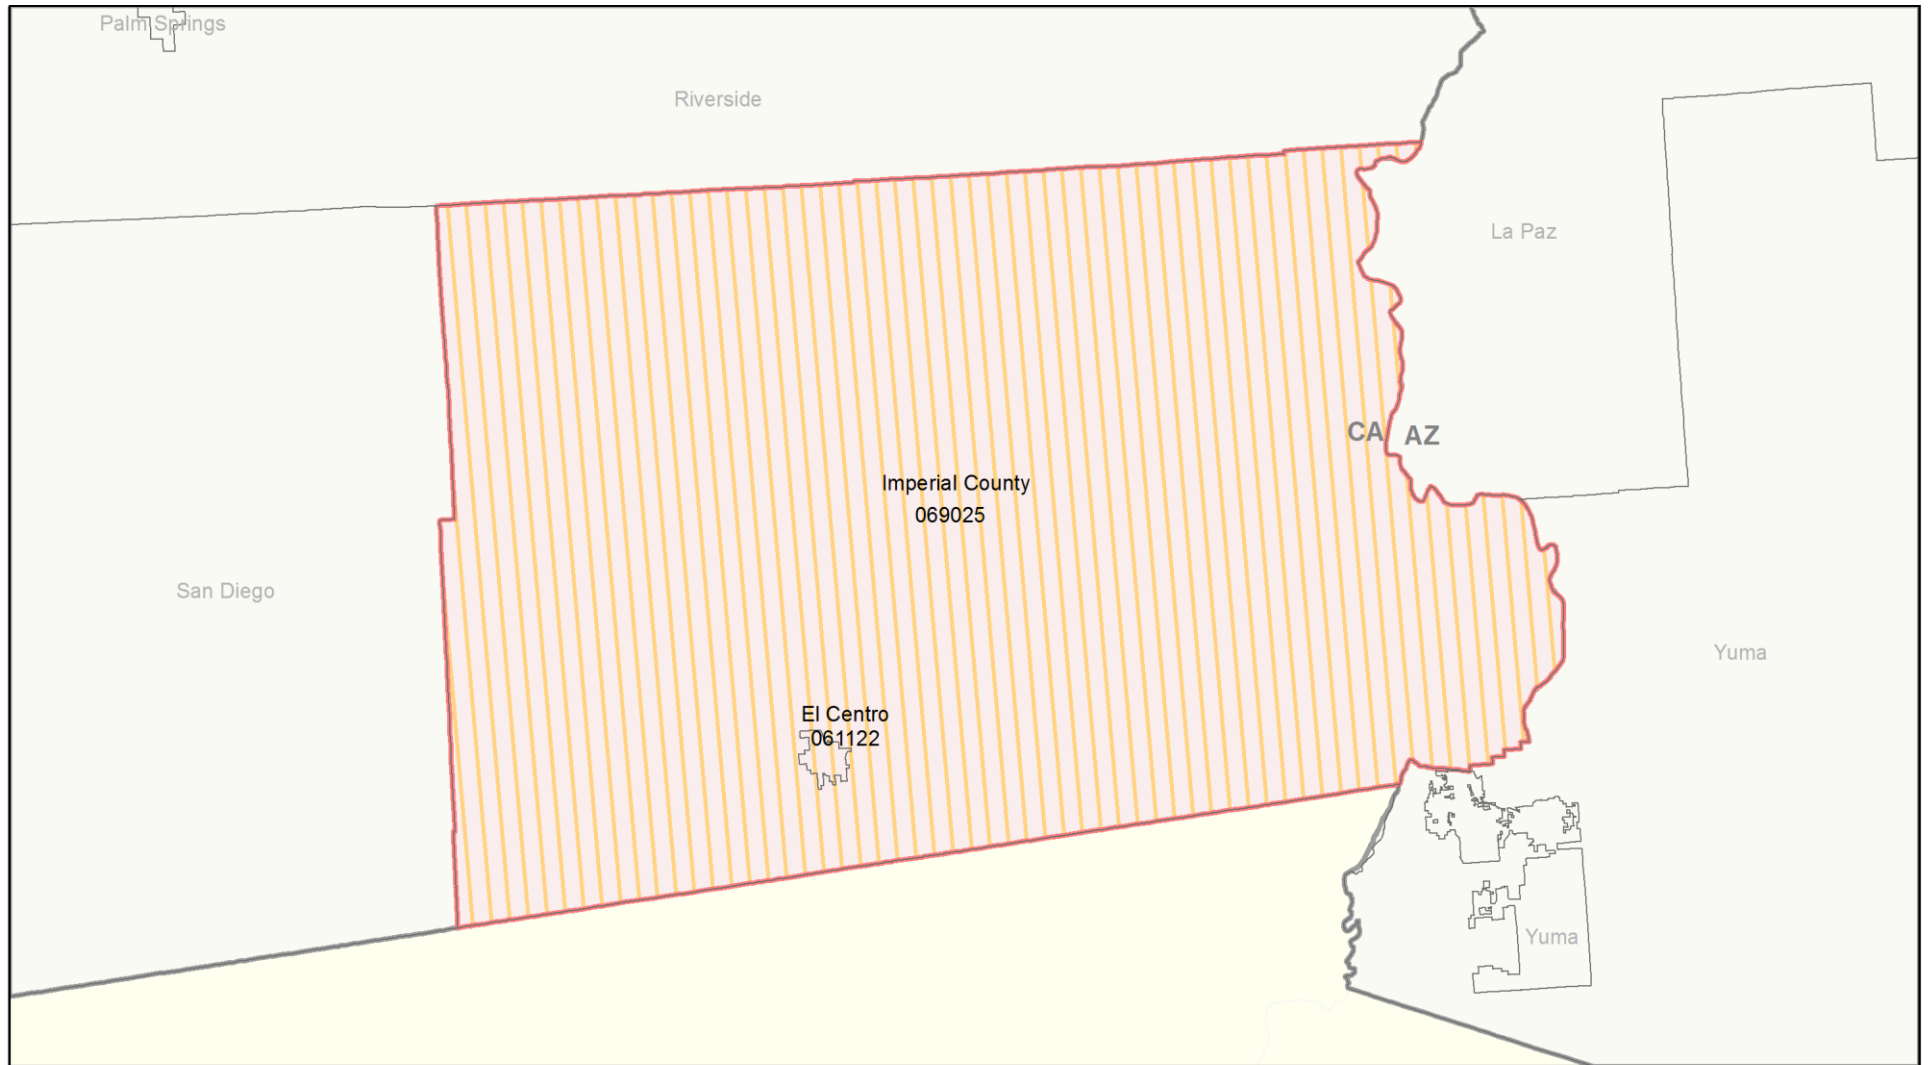 Palm Springs
Riverside
La Paz
CA AZ
Imperial County
069025
San Diego
Yuma
El Centro
061122
Yuma